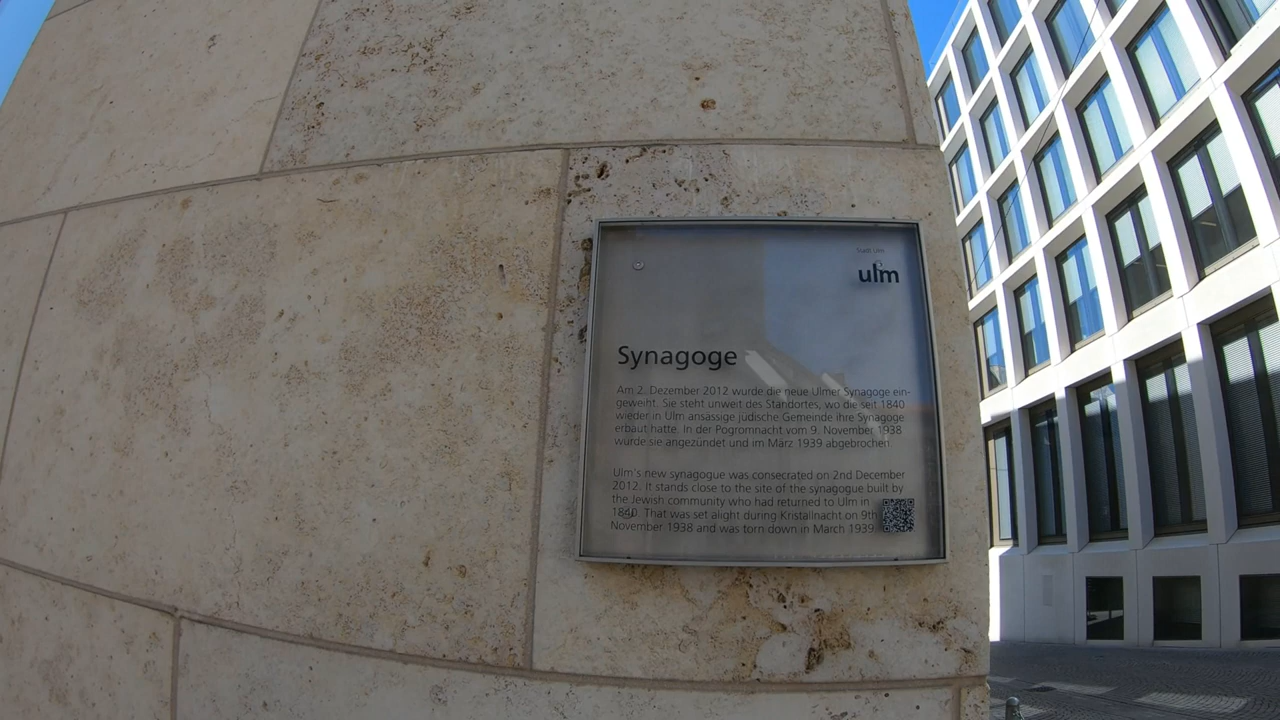 Stadt Ulm
ulm
Synagoge
Am 2. Dezember 2012 wurde die neue Ulmer Synagoge ein-
geweiht. Sie steht unweit des Standortes, wo die seit 1840
wieder in Ulm ansässige jüdische Gemeinde ihre Synagoge
erbaut hatte. In der Pogromnacht vom 9. November 1938
wurde sie angezündet und im März 1939 abgebrochen.
Ulm's new synagogue was consecrated on 2nd December
2012. It stands close to the site of the synagogue built by
the Jewish community who had returned to Ulm in
1840. That was set alight during Kristallnacht on 9th
November 1938 and was torn down in March 1939.